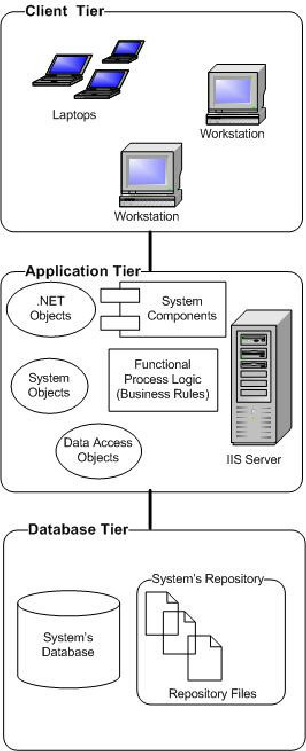 Client Tier
Laptops
Workstation
Workstation
Application Tier
.NET
Objects
System
Components
System
Objects
Functional
Process Logic
(Business Rules)
Data Access
Objects
IIS Server
Database Tier
System's
Database
System's Repository
Repository Files